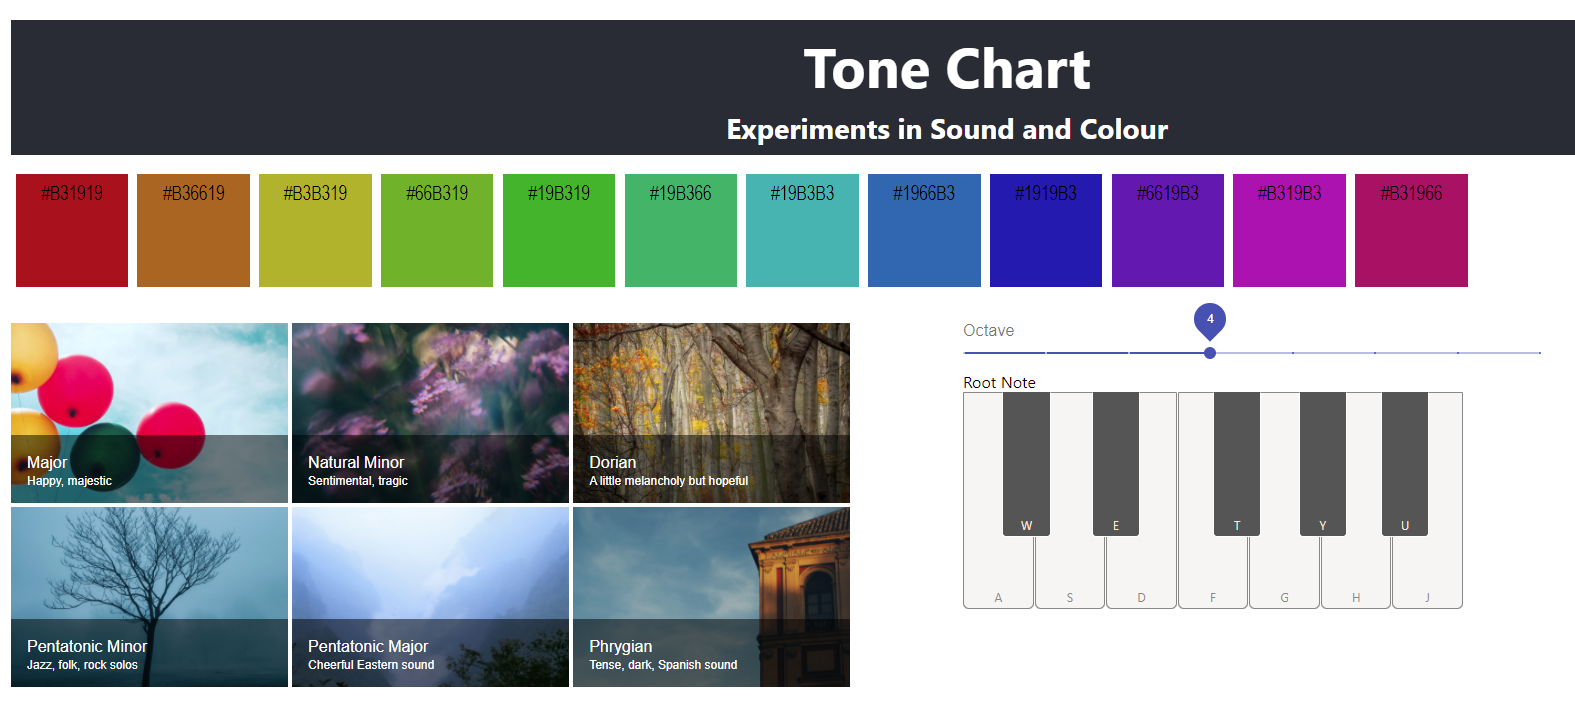 Tone Chart
Experiments in Sound and Colour
#B31919
#B36619
#B3B319
#66B319
#19B319
#19B366
#19B3B3
#1966B3
#1919B3
#6619B3
#B319B3
#B31966
Major
Happy, majestic
Natural Minor
Sentimental, tragic
Dorian
A little melancholy but hopeful
Pentatonic Minor
Jazz, folk, rock solos
Pentatonic Major
Cheerful Eastern sound
Phrygian
Tense, dark, Spanish sound
Octave
4
Root Note
W
E
T
Y
U
A
S
D
F
G
H
J